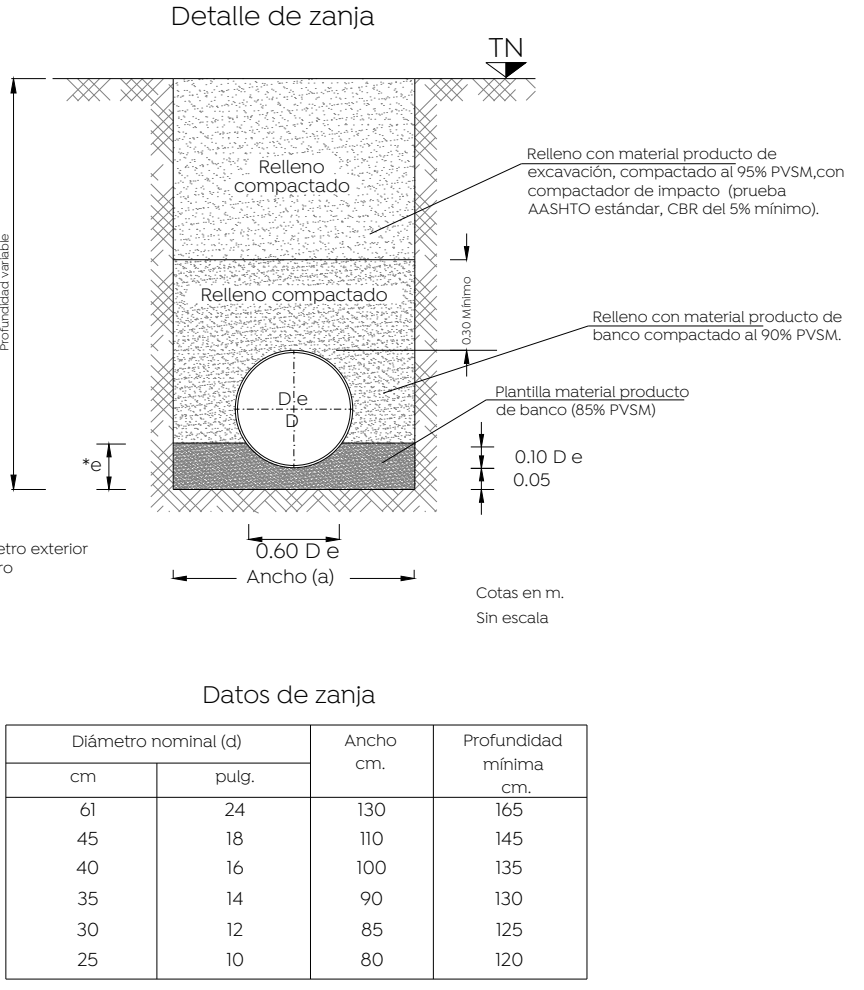 Detalle de zanja
TN
Relleno
compactado
Relleno con material producto de
excavación, compactado al 95% PVSM,con
compactador de impacto (prueba
AASHTO estándar, CBR del 5% mínimo).
Profundidad variable
Relleno compactado
0.30 Mínimo
Relleno con material producto de
banco compactado al 90% PVSM.
Plantilla material producto
de banco (85% PVSM)
D e
D
*e
0.10 D e
0.05
etro exterior
ro
0.60 D e
Ancho (a)
Cotas en m.
Sin escala
Datos de zanja
Diámetro nominal (d) Ancho cm. Profundidad mínima cm.
cm pulg.
61 24 130 165
45 18 110 145
40 16 100 135
35 14 90 130
30 12 85 125
25 10 80 120